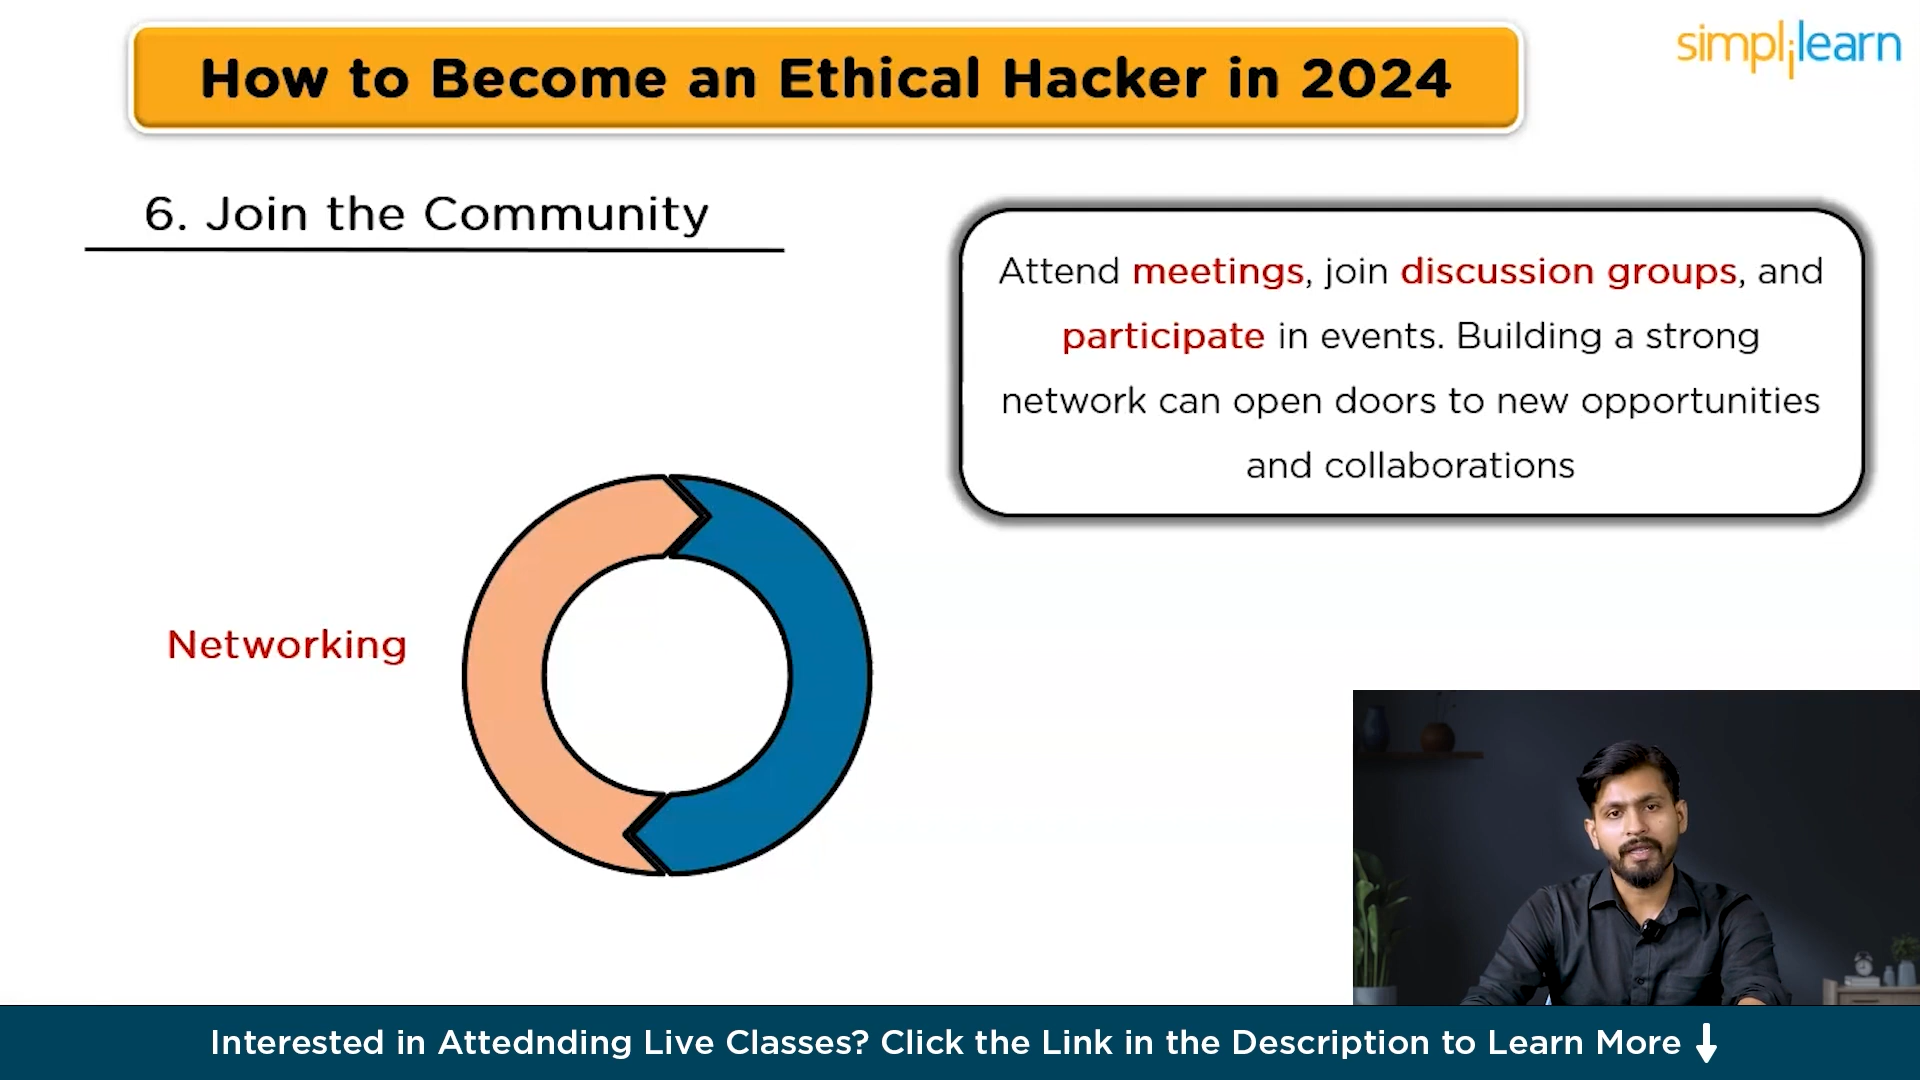 How to Become an Ethical Hacker in 2024
simplilearn
6. Join the Community
Attend meetings, join discussion groups, and
participate in events. Building a strong
network can open doors to new opportunities
and collaborations
Networking
Interested in Attednding Live Classes? Click the Link in the Description to Learn More